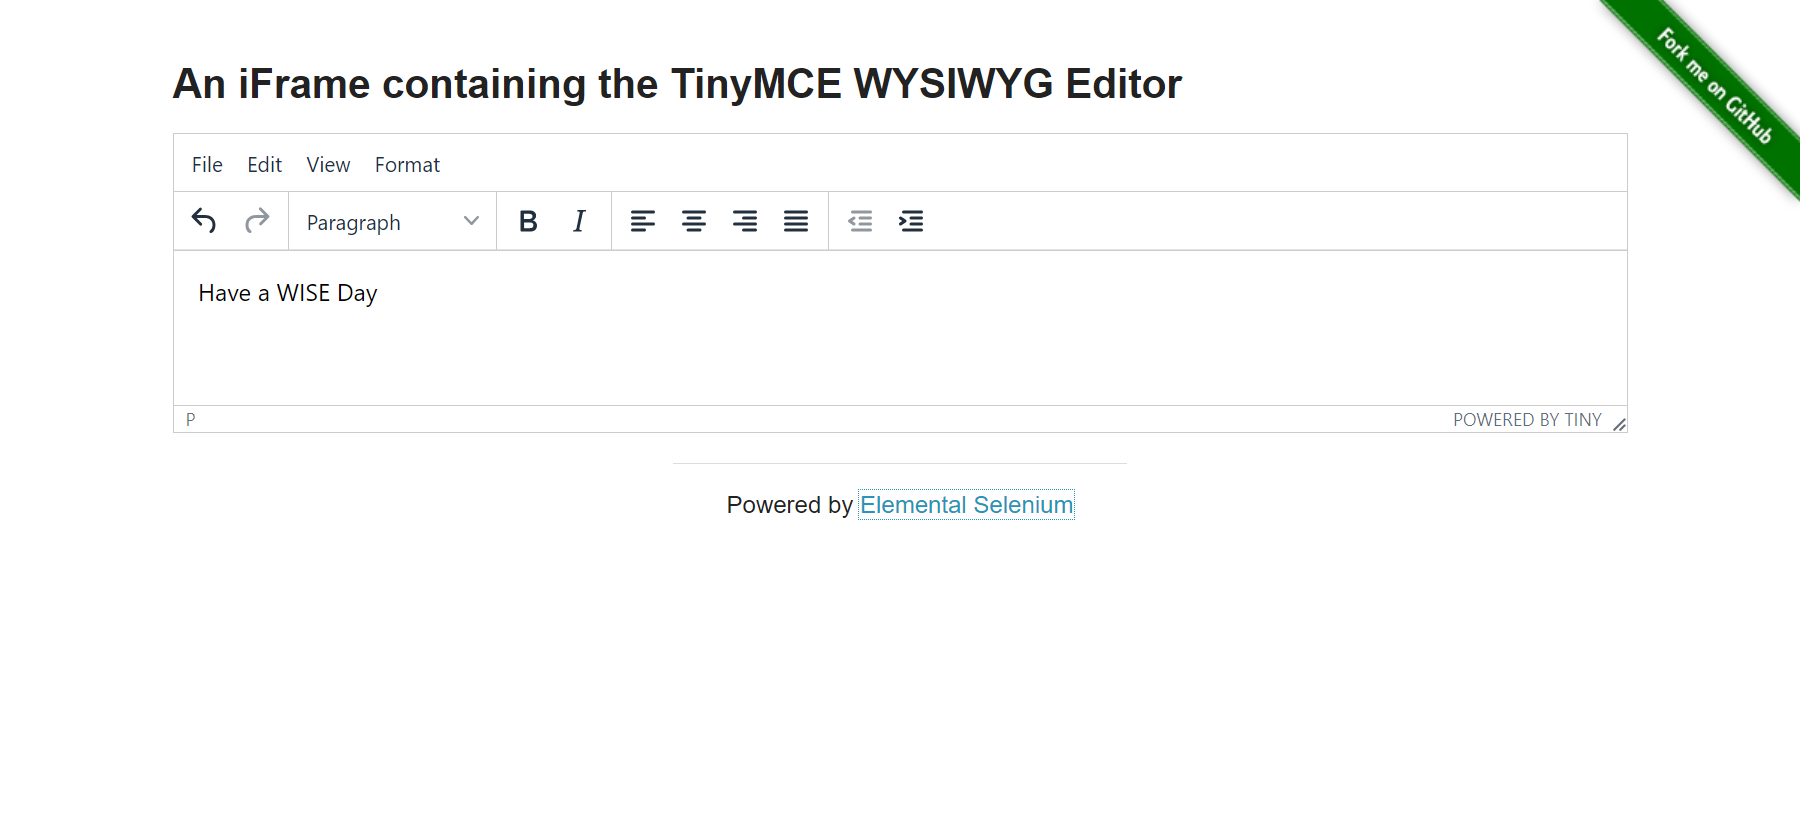 Fork me on GitHub
An iFrame containing the TinyMCE WYSIWYG Editor
File Edit View Format
Paragraph B I
Have a WISE Day
P POWERED BY TINY
Powered by Elemental Selenium